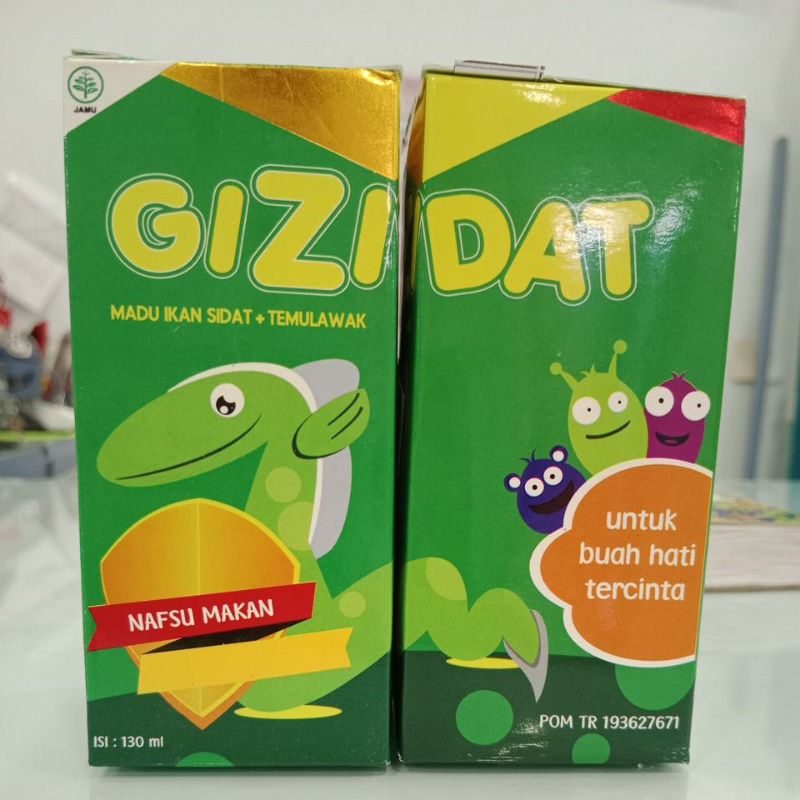 JAMU
GIZIDAT
MADU IKAN SIDAT + TEMULAWAK
NAFSU MAKAN
ISI : 130 ml
untuk
buah hati
tercinta
POM TR 193627671